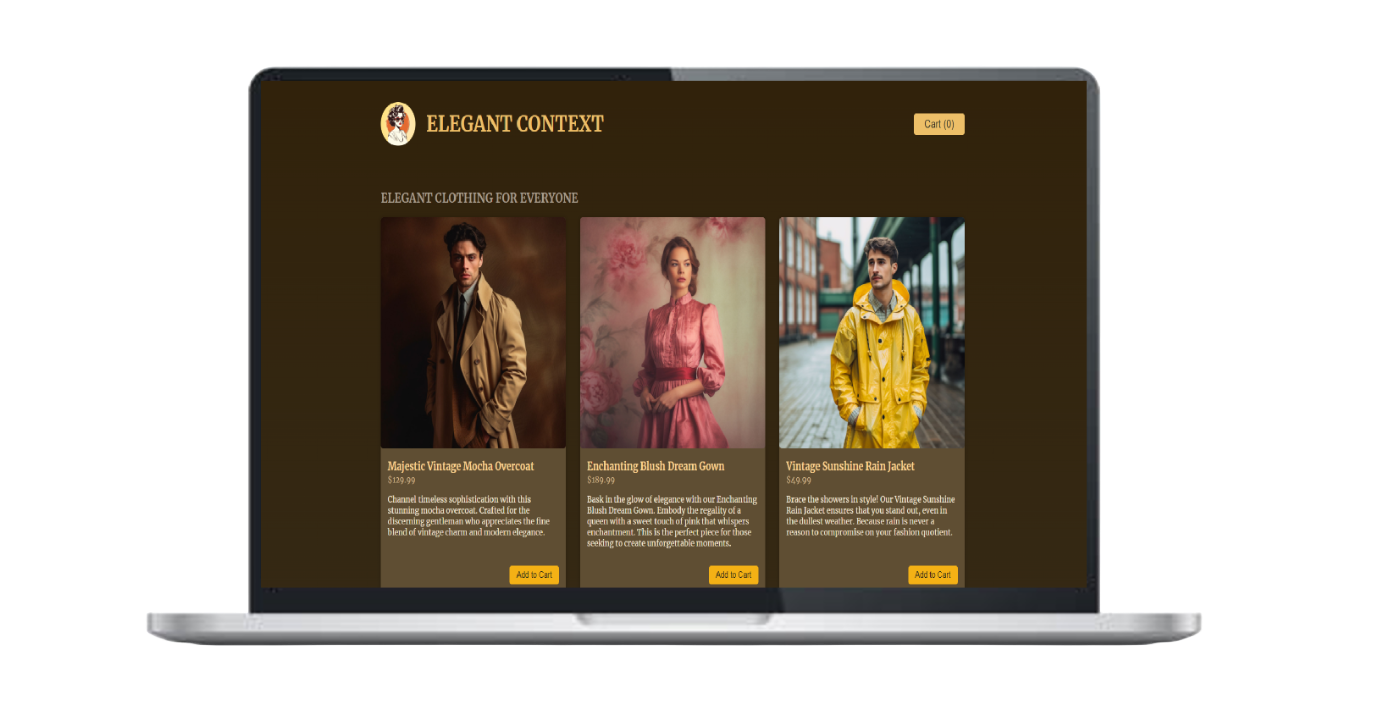 ELEGANT CONTEXT
Cart (0)
ELEGANT CLOTHING FOR EVERYONE
Majestic Vintage Mocha Overcoat
$129.99
Channel timeless sophistication with this
stunning mocha overcoat. Crafted for the
discerning gentleman who appreciates the fine
blend of vintage charm and modern elegance.
Add to Cart
Enchanting Blush Dream Gown
$189.99
Bask in the glow of elegance with our Enchanting
Blush Dream Gown. Embody the regality of a
queen with a sweet touch of pink that whispers
enchantment. This is the perfect piece for those
seeking to create unforgettable moments.
Add to Cart
Vintage Sunshine Rain Jacket
$49.99
Brace the showers in style! Our Vintage Sunshine
Rain Jacket ensures that you stand out, even in
the dullest weather. Because rain is never a
reason to compromise on your fashion quotient.
Add to Cart